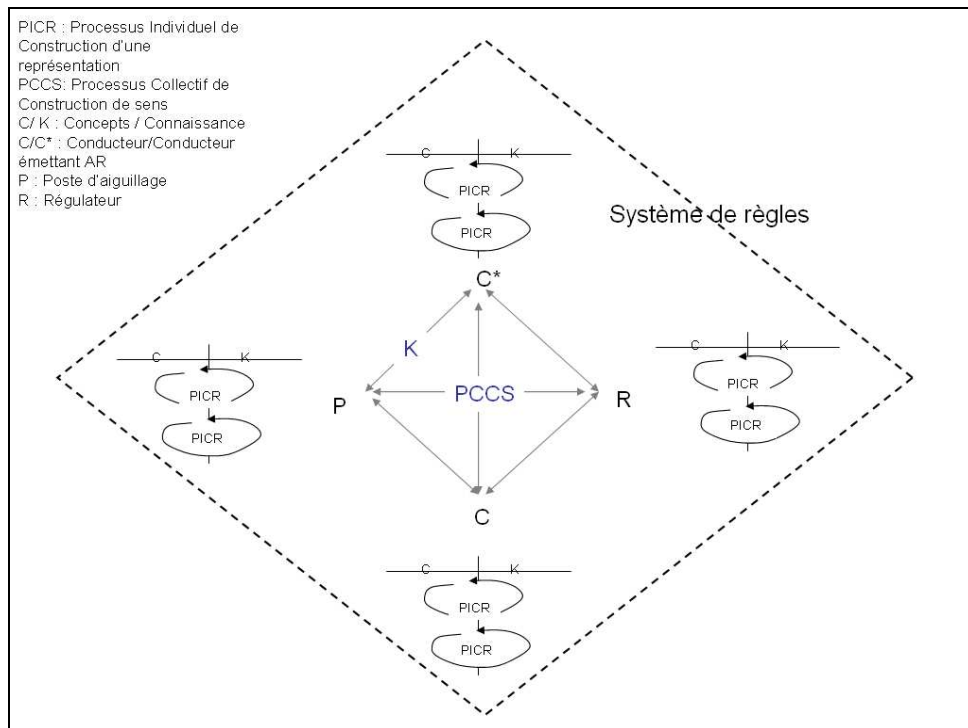 PICR : Processus Individuel de
Construction d'une
représentation
PCCS: Processus Collectif de
Construction de sens
C/ K : Concepts / Connaissance
C/C* : Conducteur/Conducteur
émettant AR
P : Poste d'aiguillage
R : Régulateur
C K
PICR
PICR
Système de règles
C*
C K
PICR
PICR
K
P
PCCS
R
C K
PICR
PICR
C
C K
PICR
PICR